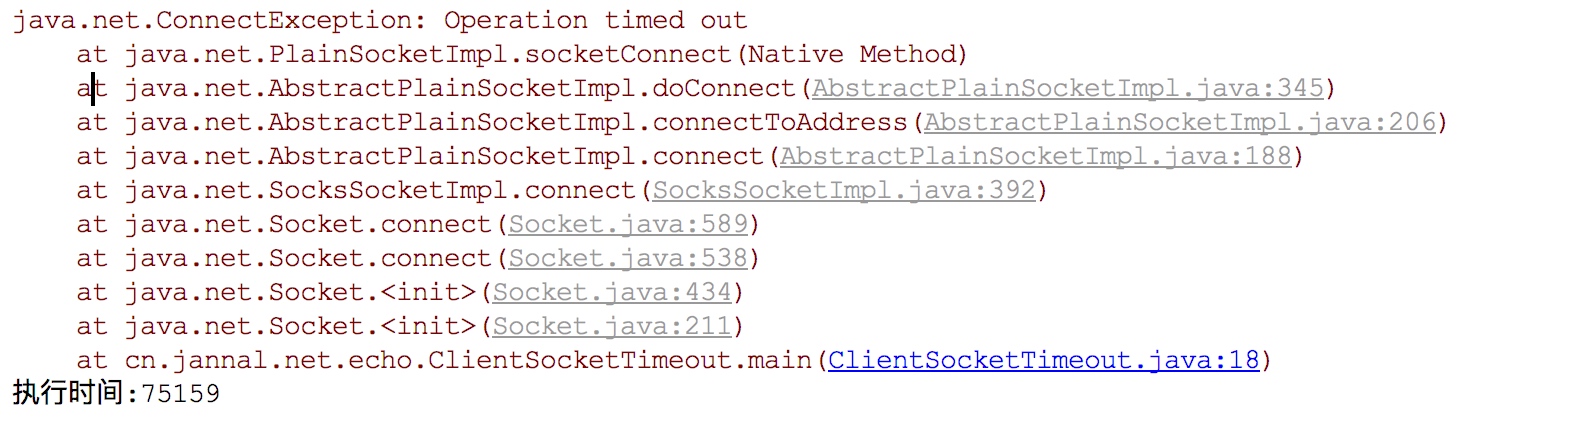 java.net.ConnectException: Operation timed out
at java.net.PlainSocketImpl.socketConnect(Native Method)
at java.net.AbstractPlainSocketImpl.doConnect(AbstractPlainSocketImpl.java:345)
at java.net.AbstractPlainSocketImpl.connectToAddress(AbstractPlainSocketImpl.java:206)
at java.net.AbstractPlainSocketImpl.connect(AbstractPlainSocketImpl.java:188)
at java.net.SocksSocketImpl.connect(SocksSocketImpl.java:392)
at java.net.Socket.connect(Socket.java:589)
at java.net.Socket.connect(Socket.java:538)
at java.net.Socket.<init>(Socket.java:434)
at java.net.Socket.<init>(Socket.java:211)
at cn.jannal.net.echo.ClientSocketTimeout.main(ClientSocketTimeout.java:18)
执行时间:75159